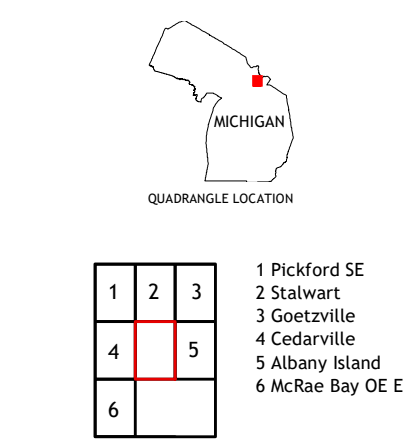 MICHIGAN
QUADRANGLE LOCATION
1 2 3
4 5
6
1 Pickford SE
2 Stalwart
3 Goetzville
4 Cedarville
5 Albany Island
6 McRae Bay OE E